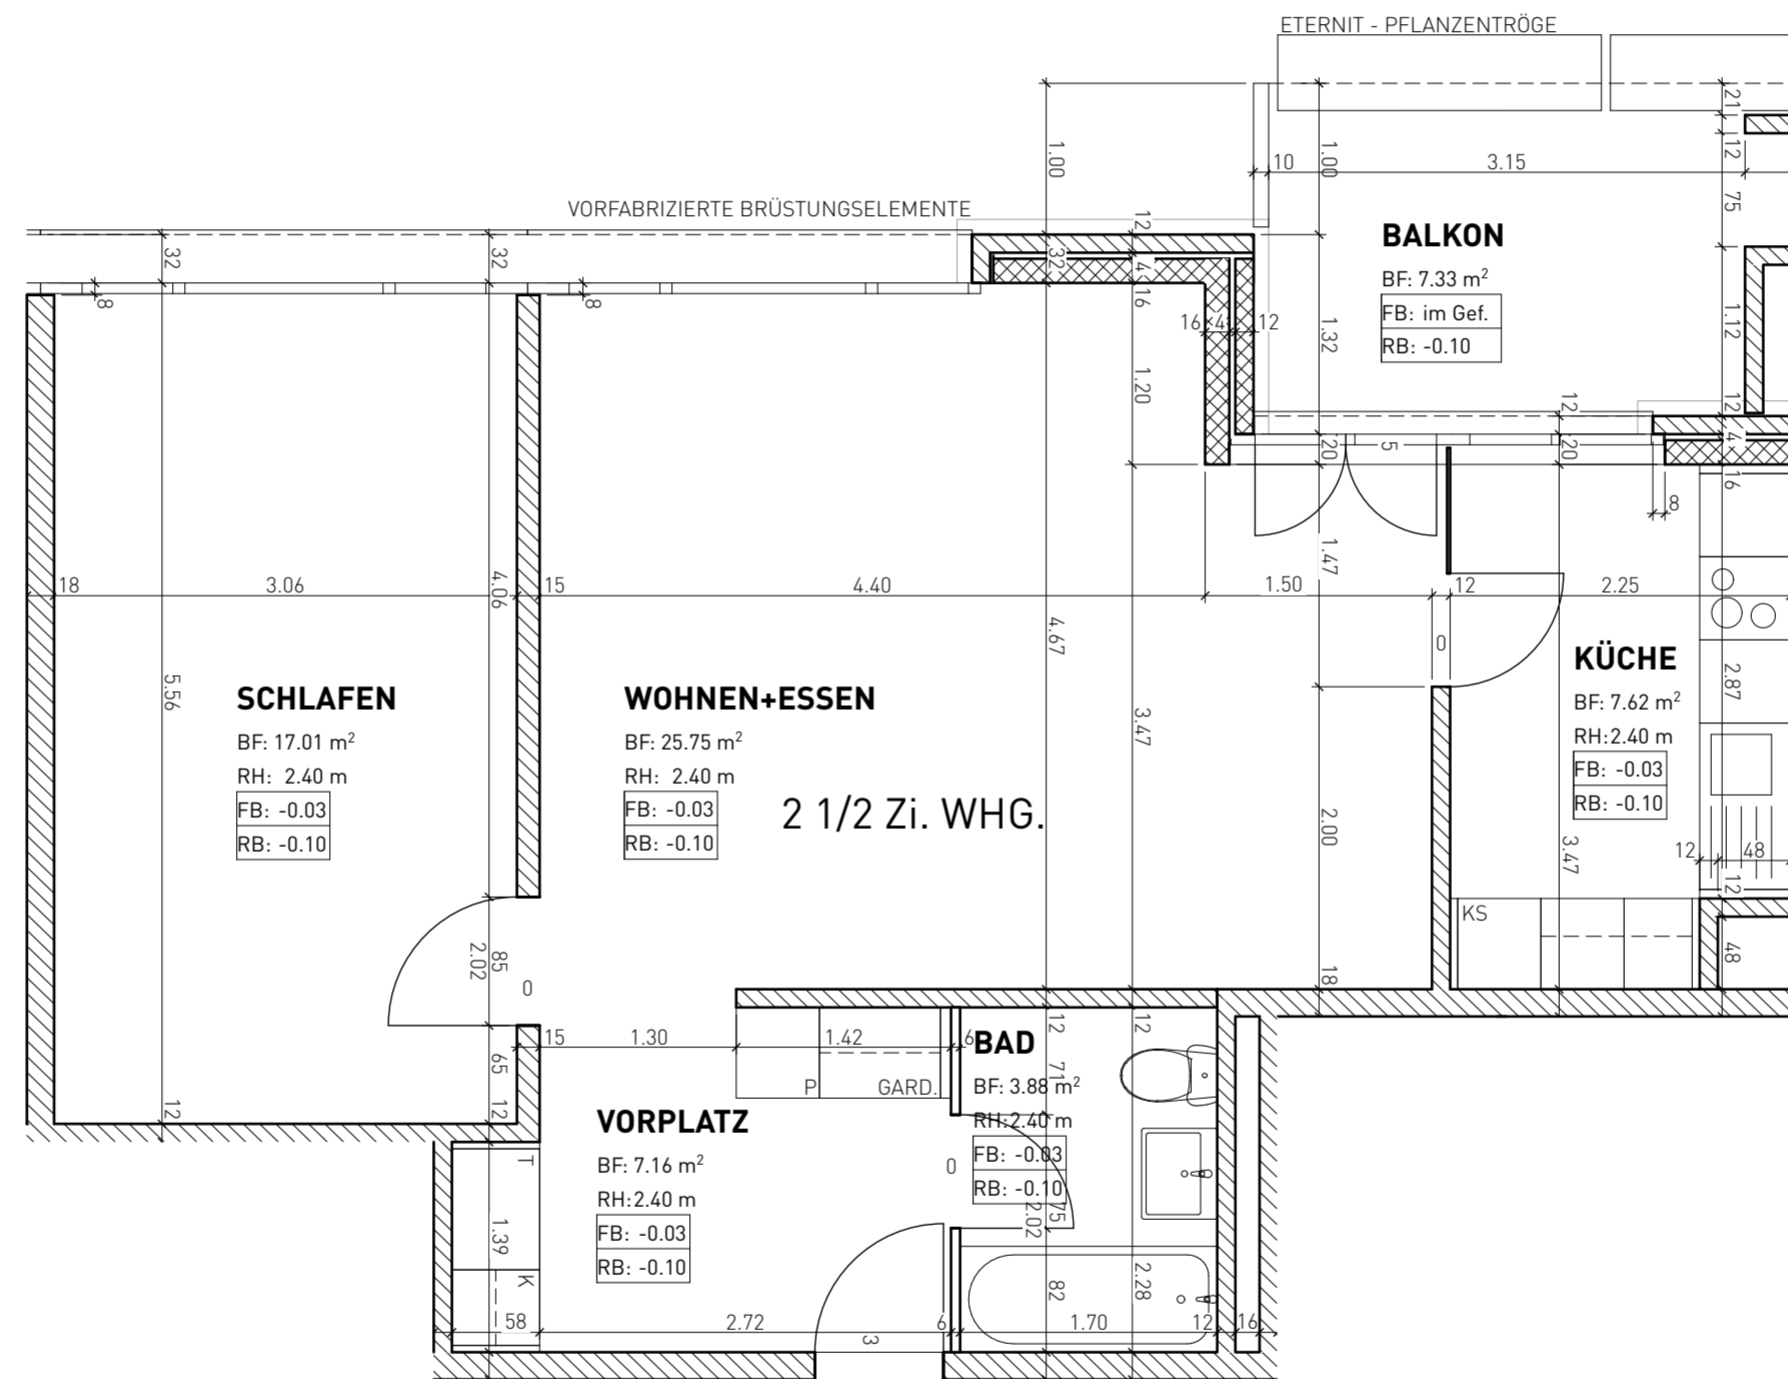 ETERNIT - PFLANZENTRÖGE
21
12
1.00
1.00
10
3.15
75
VORFABRIZIERTE BRÜSTUNGSELEMENTE
12
BALKON
BF: 7.33 m²
FB: im Gef.
RB: -0.10
32
32
32
4
16
8
8
16
4
12
1.32
1.12
1.20
12
12
20
5
20
4
16
8
18
3.06
4.06
15
4.40
1.50
1.47
12
2.25
4.67
0
KÜCHE
BF: 7.62 m²
RH:2.40 m
FB: -0.03
RB: -0.10
2.87
5.56
SCHLAFEN
BF: 17.01 m²
RH: 2.40 m
FB: -0.03
RB: -0.10
WOHNEN+ESSEN
BF: 25.75 m²
RH: 2.40 m
FB: -0.03
RB: -0.10
3.47
2 1/2 Zi. WHG.
2.00
3.47
12
48
12
KS
48
85
2.02
0
18
15
1.30
1.42
6
12
12
65
P
GARD.
BAD
BF: 3.88 m²
RH:2.40 m
FB: -0.03
RB: -0.10
71
75
2.02
12
12
VORPLATZ
BF: 7.16 m²
RH:2.40 m
FB: -0.03
RB: -0.10
0
T
1.39
K
82
2.28
58
2.72
3
6
1.70
12
16